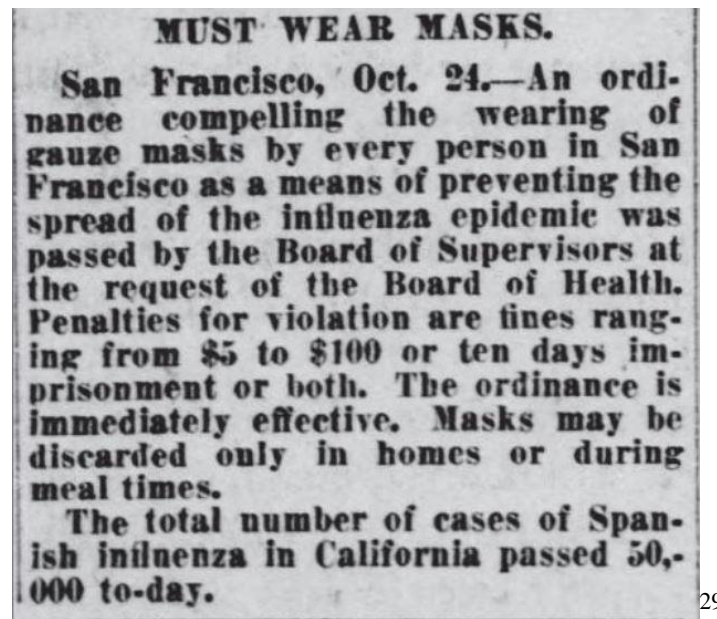 MUST WEAR MASKS.
San Francisco, Oct. 24.—An ordi-
nance compelling the wearing of
gauze masks by every person in San
Francisco as a means of preventing the
spread of the influenza epidemic was
passed by the Board of Supervisors at
the request of the Board of Health.
Penalties for violation are fines rang-
ing from $5 to $100 or ten days im-
prisonment or both. The ordinance is
immediately effective. Masks may be
discarded only in homes or during
meal times.
The total number of cases of Span-
ish influenza in California passed 50,-
000 to-day.
29